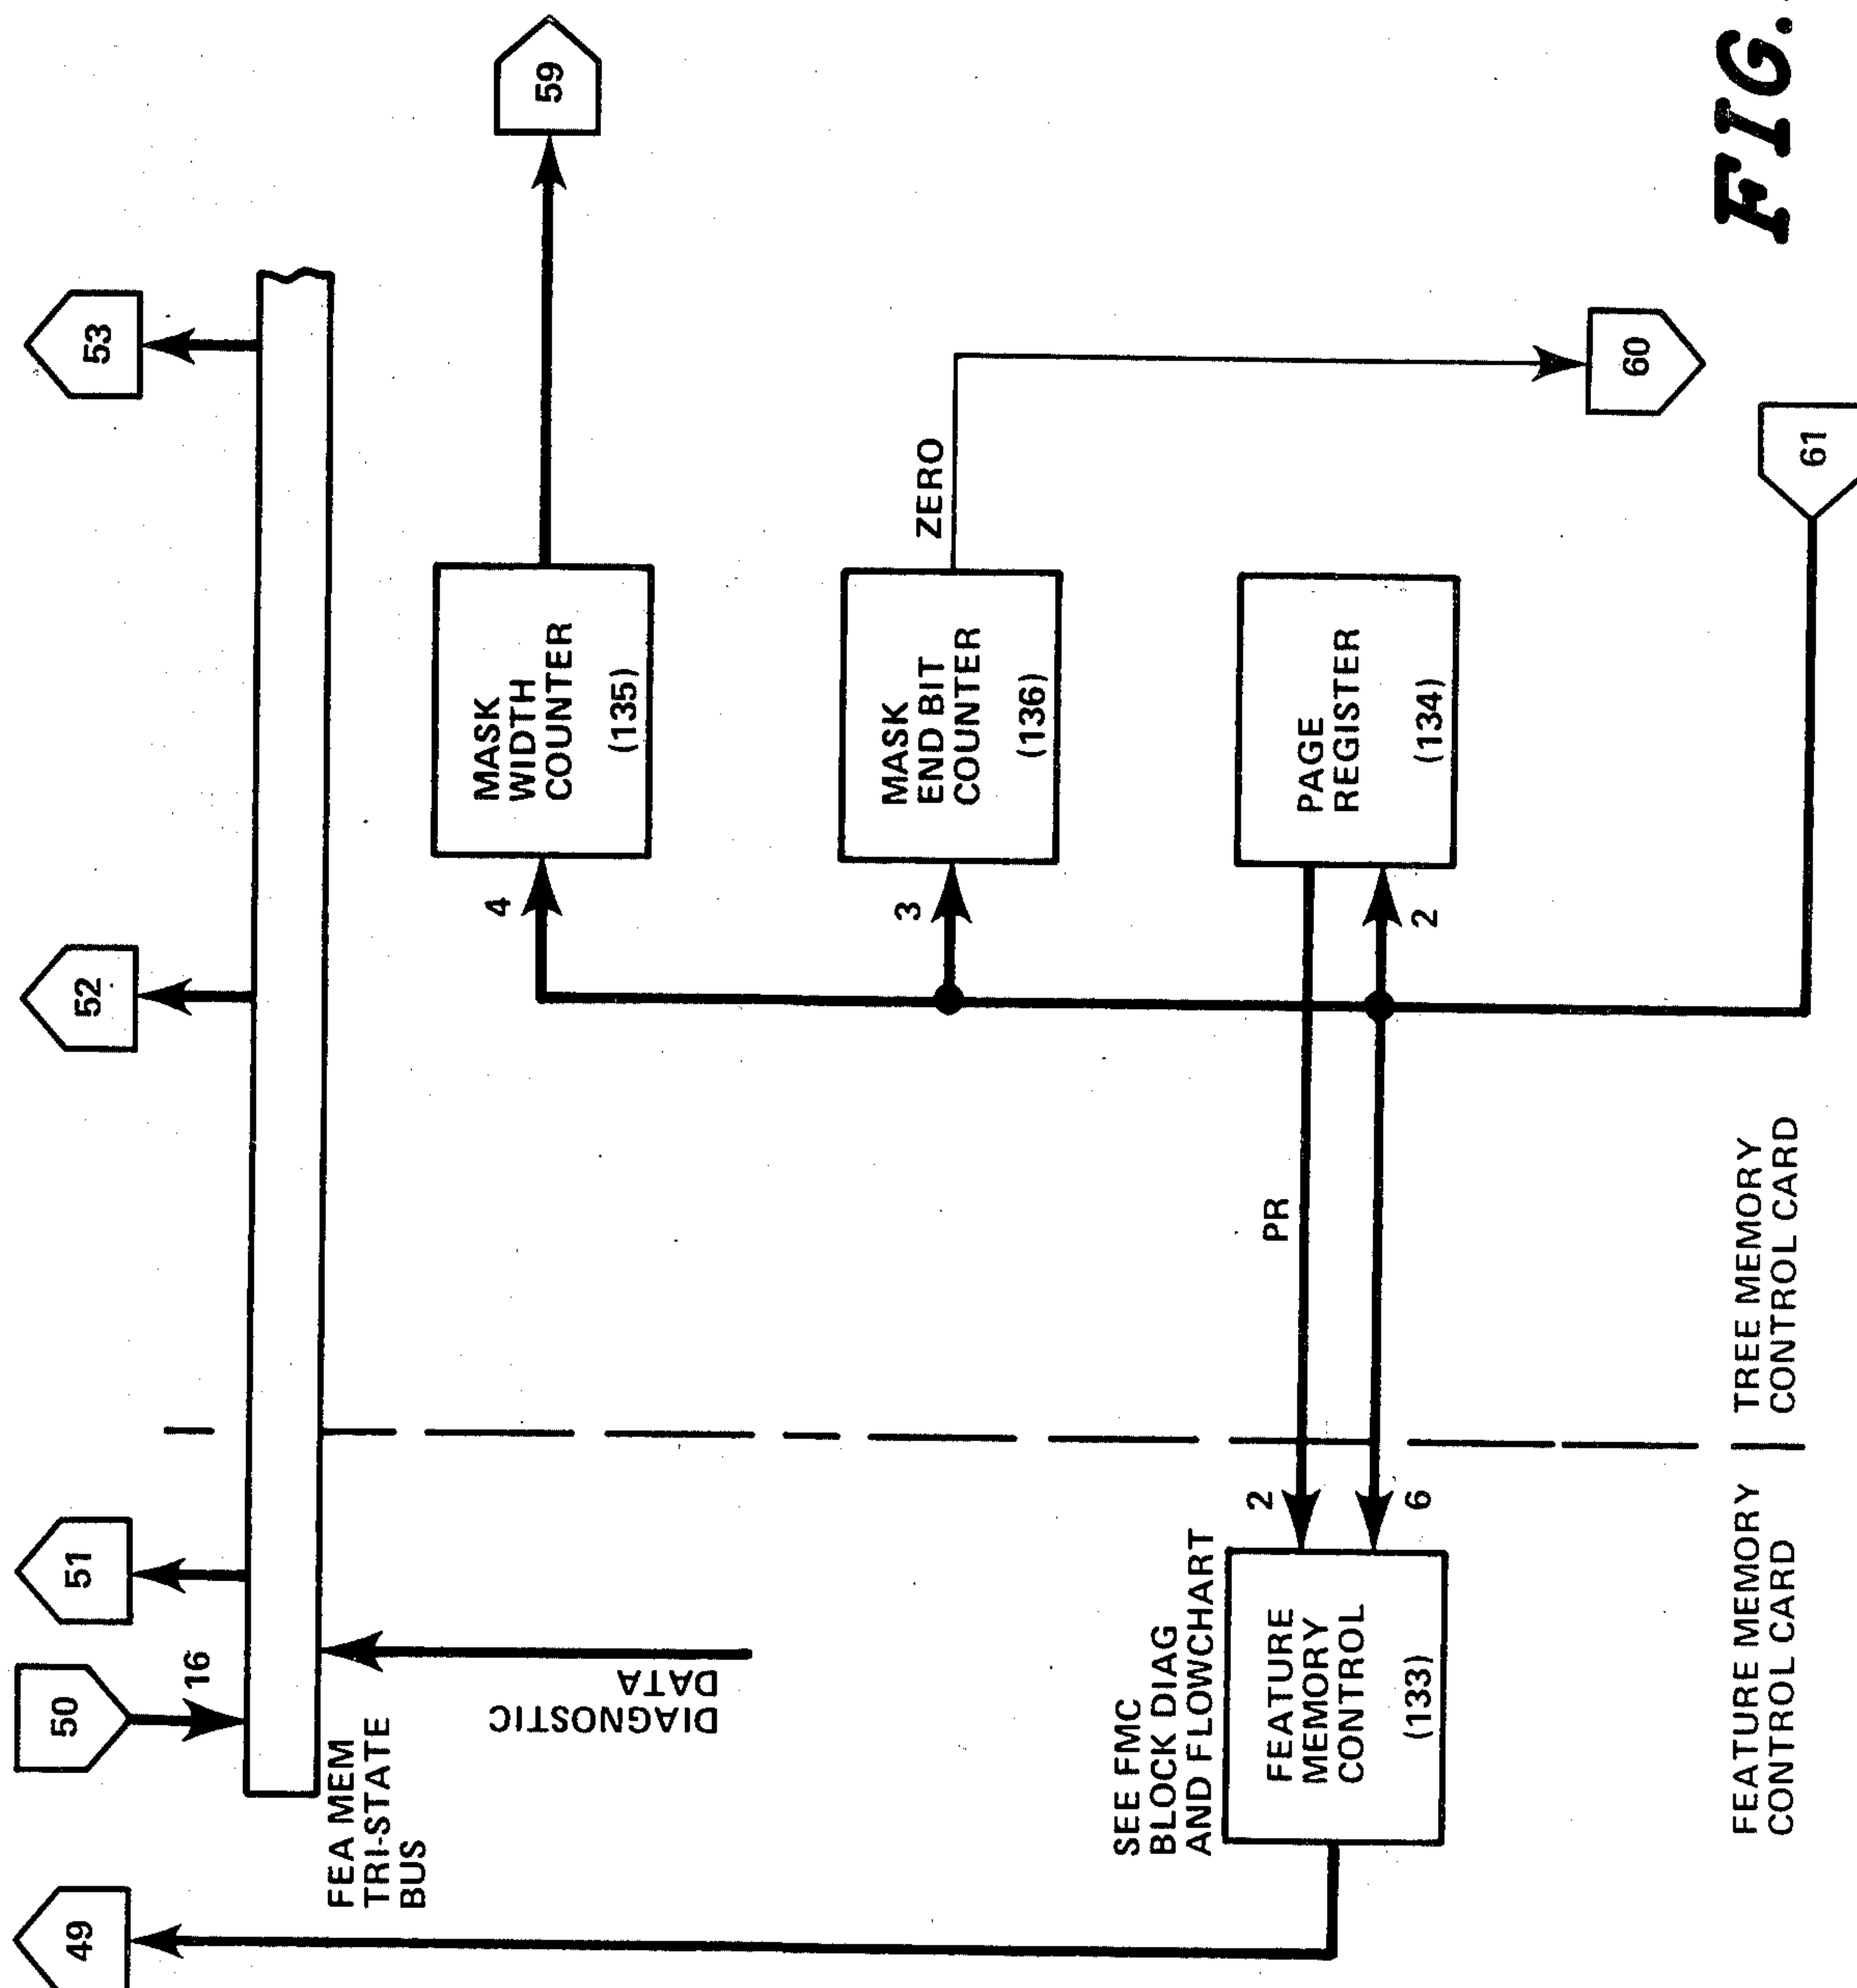 49
50
51
52
53
16
FEA MEM
TRI-STATE
BUS
DIAGNOSTIC
DATA
MASK
WIDTH
COUNTER
(135)
4
59
MASK
END BIT
COUNTER
(136)
3
ZERO
60
PAGE
REGISTER
(134)
2
PR
2
6
SEE FMC
BLOCK DIAG
AND FLOWCHART
FEATURE
MEMORY
CONTROL
(133)
61
FEATURE MEMORY
CONTROL CARD
TREE MEMORY
CONTROL CARD
FIG.